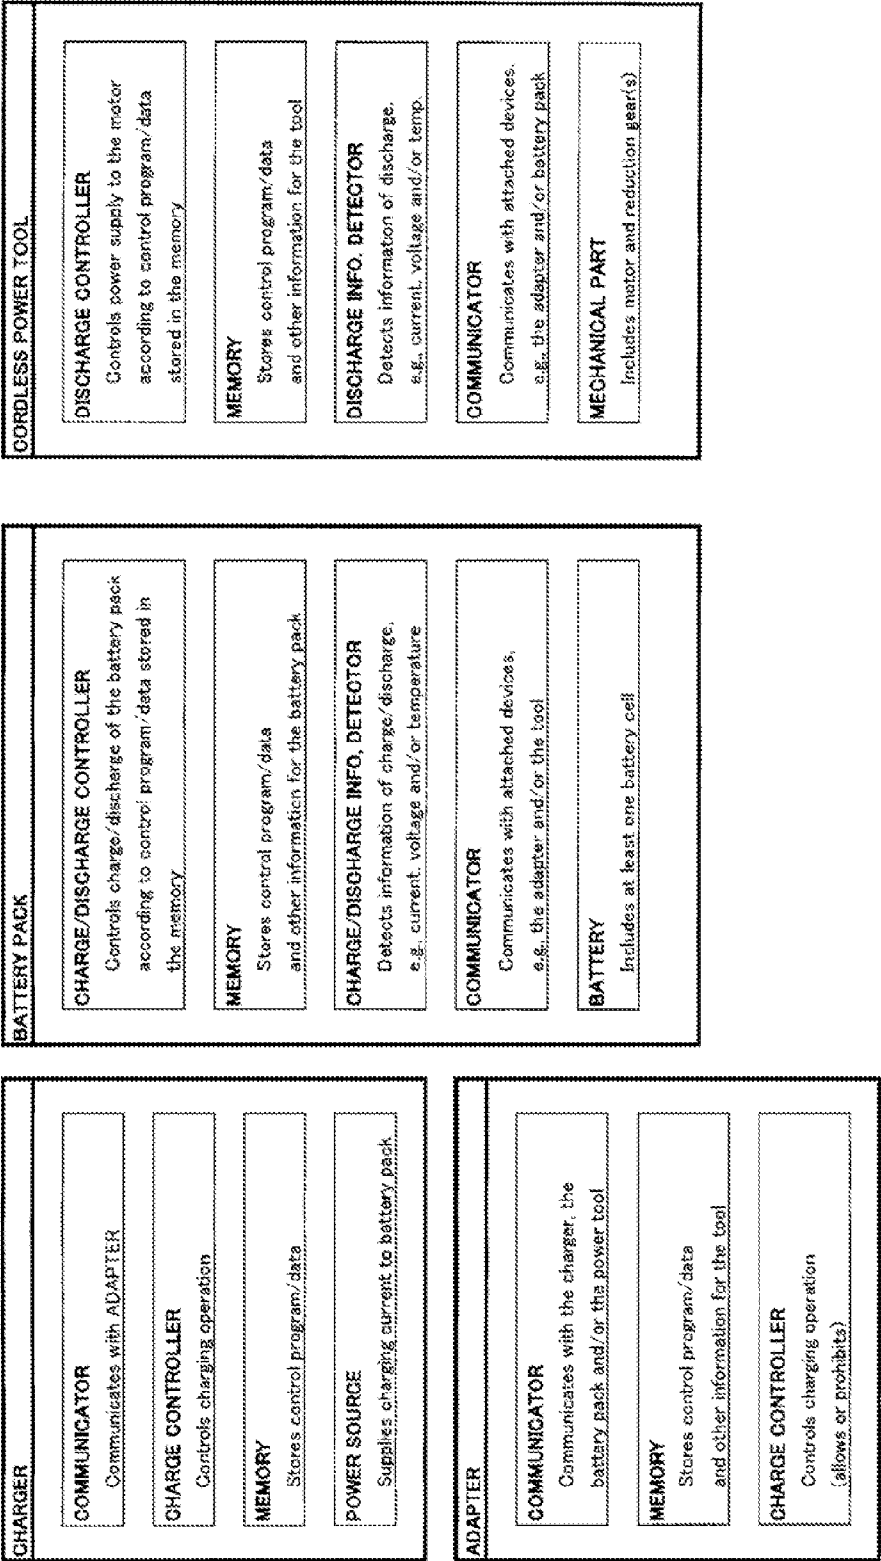 CHARGER
COMMUNICATOR
Communicates with ADAPTER
CHARGE CONTROLLER
Controls charging operation
MEMORY
Stores control program/data
POWER SOURCE
Supplies charging current to battery pack
ADAPTER
COMMUNICATOR
Communicates with the charger, the
battery pack and/or the power tool
MEMORY
Stores control program/data
and other information for the tool
CHARGE CONTROLLER
Controls charging operation
(allows or prohibits)
BATTERY PACK
CHARGE/DISCHARGE CONTROLLER
Controls charge/discharge of the battery pack
according to control program/data stored in
the memory
MEMORY
Stores control program/data
and other information for the battery pack
CHARGE/DISCHARGE INFO. DETECTOR
Detects information of charge/discharge,
e.g., current, voltage and/or temperature
COMMUNICATOR
Communicates with attached devices,
e.g., the adapter and/or the tool
BATTERY
Includes at least one battery cell
CORDLESS POWER TOOL
DISCHARGE CONTROLLER
Controls power supply to the motor
according to control program/data
stored in the memory
MEMORY
Stores control program/data
and other information for the tool
DISCHARGE INFO. DETECTOR
Detects information of discharge,
e.g., current, voltage and/or temp.
COMMUNICATOR
Communicates with attached devices,
e.g., the adapter and/or battery pack
MECHANICAL PART
Includes motor and reduction gear(s)